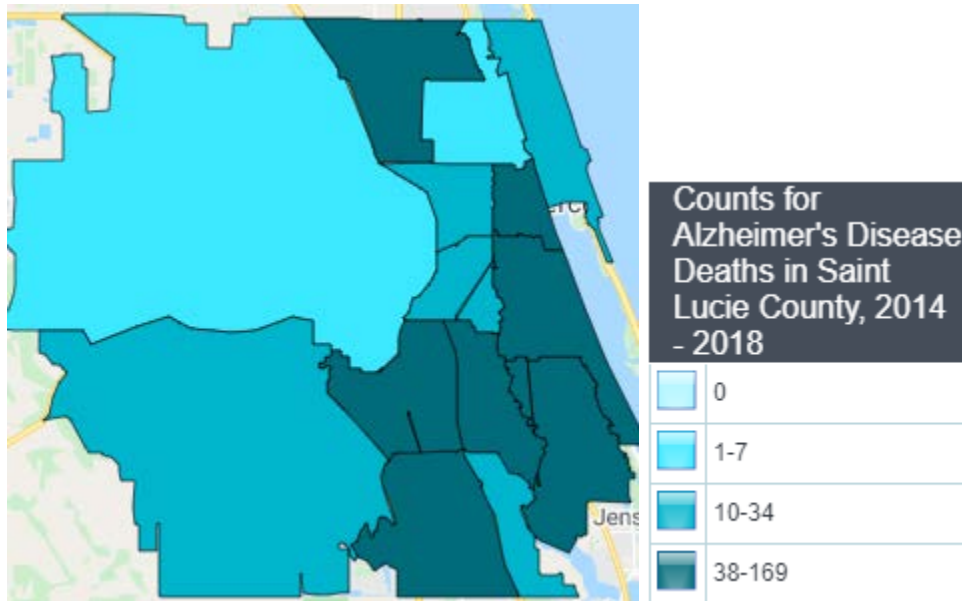 erc
Jens
Counts for
Alzheimer's Disease
Deaths in Saint
Lucie County, 2014
- 2018
0
1-7
10-34
38-169